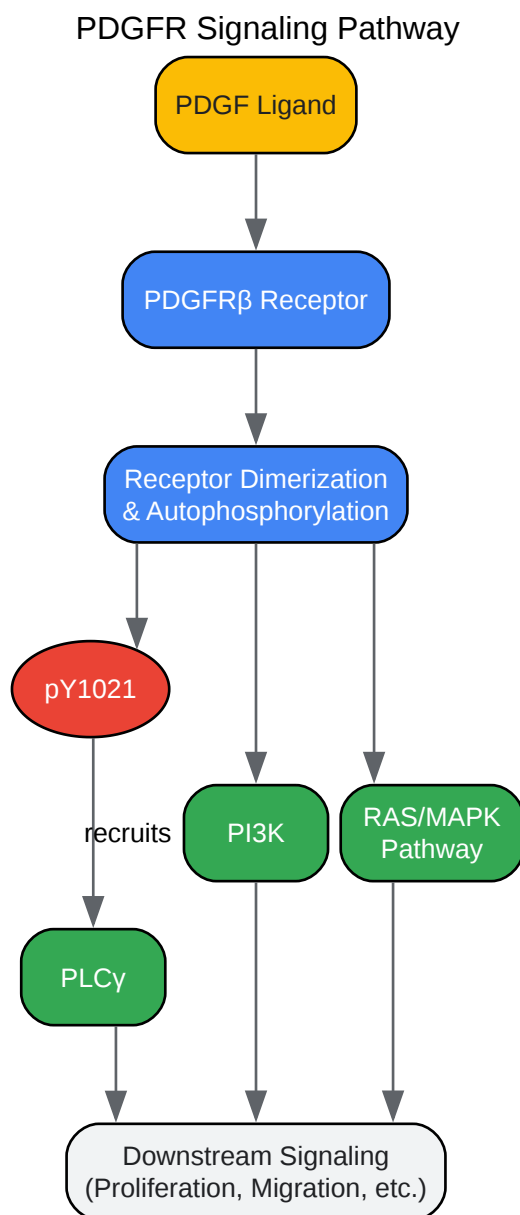 PDGFR Signaling Pathway
PDGF Ligand
PDGFRβ Receptor
Receptor Dimerization
& Autophosphorylation
pY1021
recruits
PI3K
RAS/MAPK
Pathway
PLCγ
Downstream Signaling
(Proliferation, Migration, etc.)